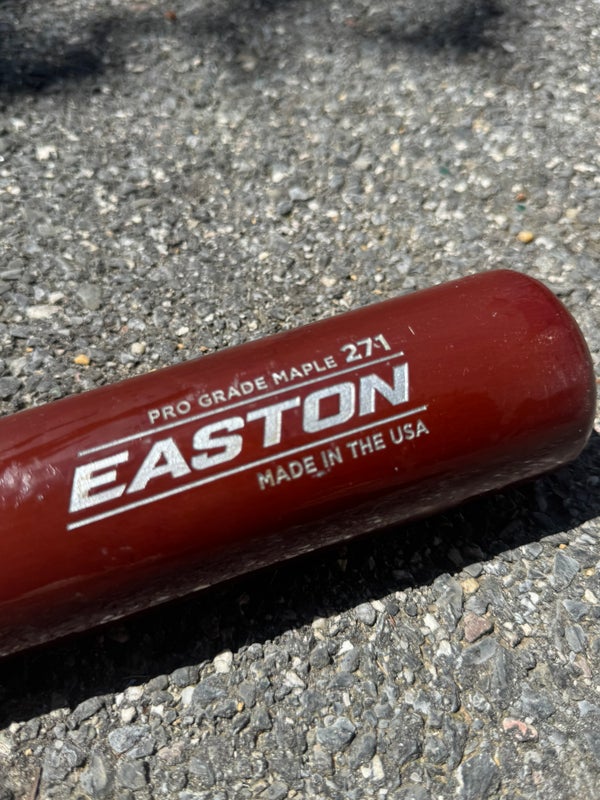 PRO GRADE MAPLE 271
EASTON
MADE IN THE USA